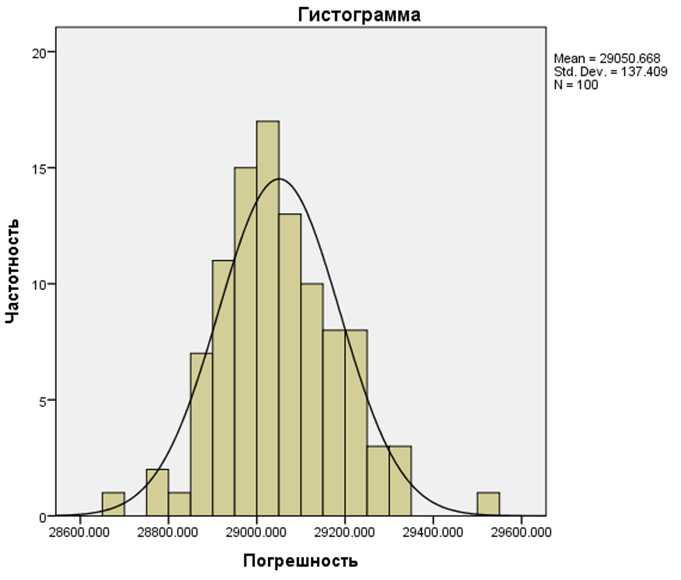 Гистограмма
Mean = 29050.668
Std. Dev. = 137.409
N = 100
20
15
10
5
0
Частотность
28600.000 28800.000 29000.000 29200.000 29400.000 29600.000
Погрешность